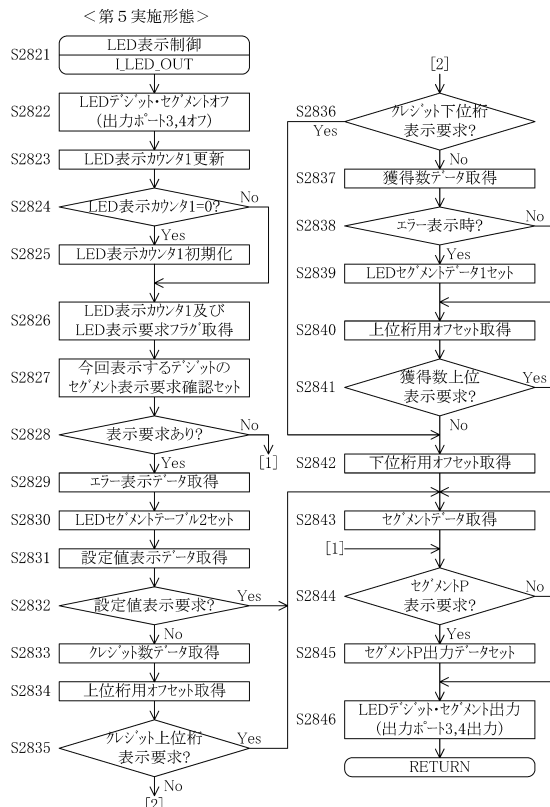 ＜第５実施形態＞
S2821
LED表示制御
I_LED_OUT
S2822
LEDデジット・セグメントオフ
(出力ポート3,4オフ)
S2823
LED表示カウンタ1更新
S2824
LED表示カウンタ1=0?
No
Yes
S2825
LED表示カウンタ1初期化
S2826
LED表示カウンタ1及び
LED表示要求フラグ取得
S2827
今回表示するデジットの
セグメント表示要求確認セット
S2828
表示要求あり?
No
[1]
Yes
S2829
エラー表示データ取得
S2830
LEDセグメントテーブル2セット
S2831
設定値表示データ取得
S2832
設定値表示要求?
Yes
No
S2833
クレジット数データ取得
S2834
上位桁用オフセット取得
S2835
クレジット上位桁
表示要求?
Yes
No
[2]
[2]
S2836
クレジット下位桁
表示要求?
Yes
No
S2837
獲得数データ取得
S2838
エラー表示時?
No
Yes
S2839
LEDセグメントデータ1セット
S2840
上位桁用オフセット取得
S2841
獲得数上位
表示要求?
Yes
No
S2842
下位桁用オフセット取得
S2843
セグメントデータ取得
[1]
S2844
セグメントP
表示要求?
No
Yes
S2845
セグメントP出力データセット
S2846
LEDデジット・セグメント出力
(出力ポート3,4出力)
RETURN